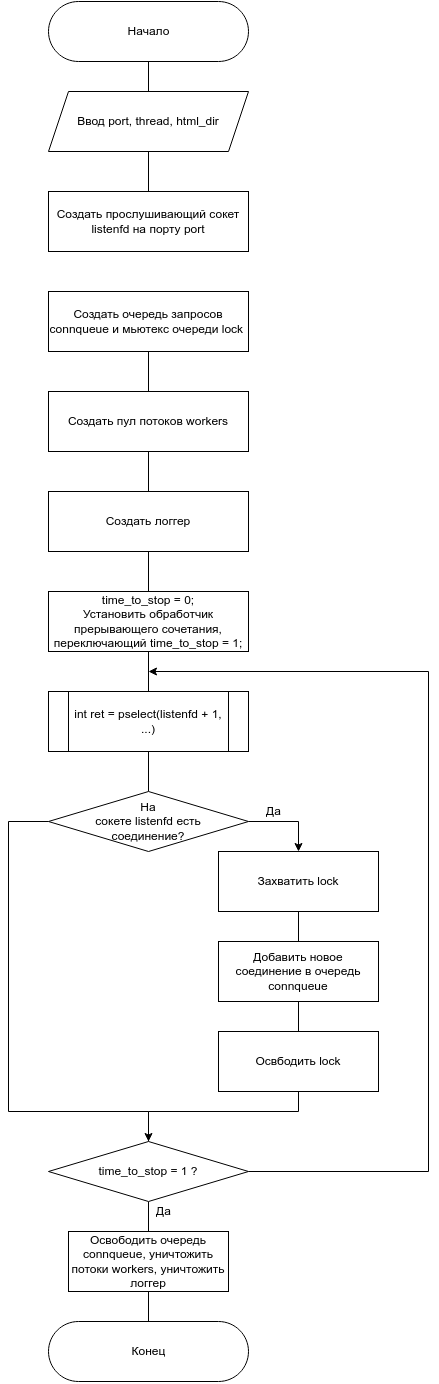 Начало
Ввод port, thread, html_dir
Создать прослушивающий сокет
listenfd на порту port
Создать очередь запросов
connqueue и мьютекс очереди lock
Создать пул потоков workers
Создать логгер
time_to_stop = 0;
Установить обработчик
прерывающего сочетания,
переключающий time_to_stop = 1;
int ret = pselect(listenfd + 1,
...)
На
сокете listenfd есть
соединение?
Да
Захватить lock
Добавить новое
соединение в очередь
connqueue
Освбодить lock
time_to_stop = 1 ?
Да
Освободить очередь
connqueue, уничтожить
потоки workers, уничтожить
логгер
Конец